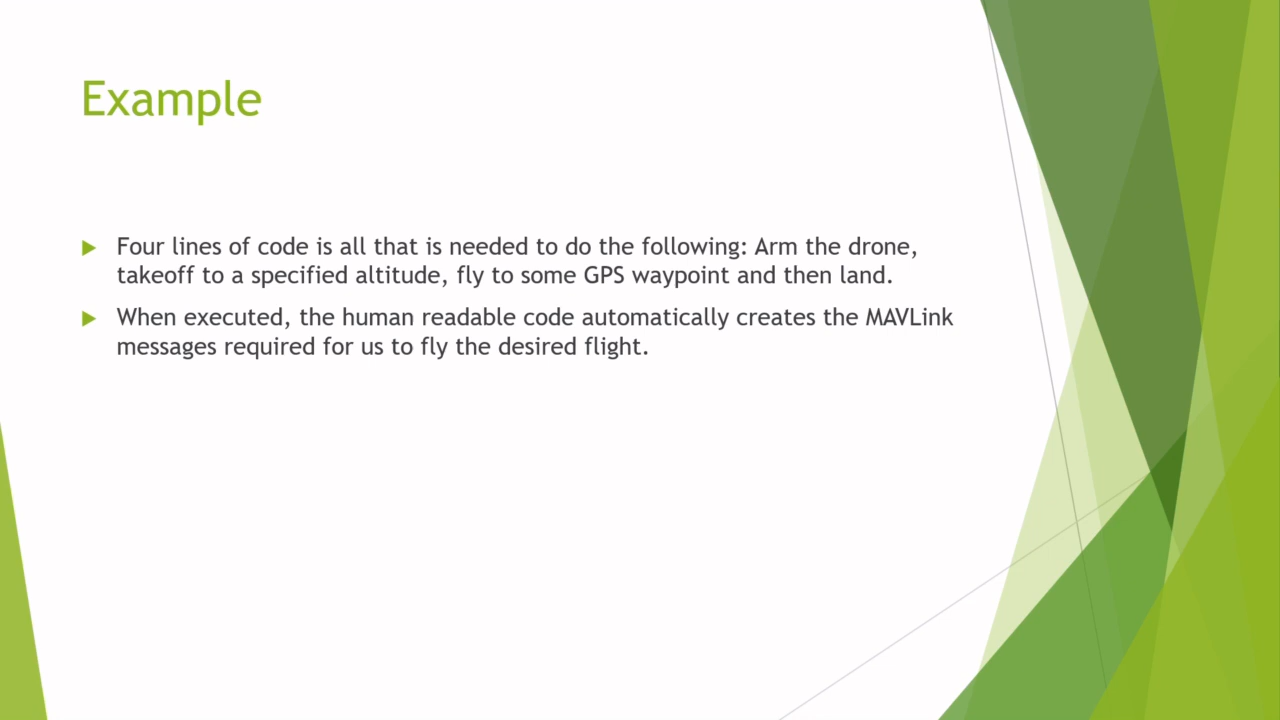 Example
Four lines of code is all that is needed to do the following: Arm the drone,
takeoff to a specified altitude, fly to some GPS waypoint and then land.
When executed, the human readable code automatically creates the MAVLink
messages required for us to fly the desired flight.